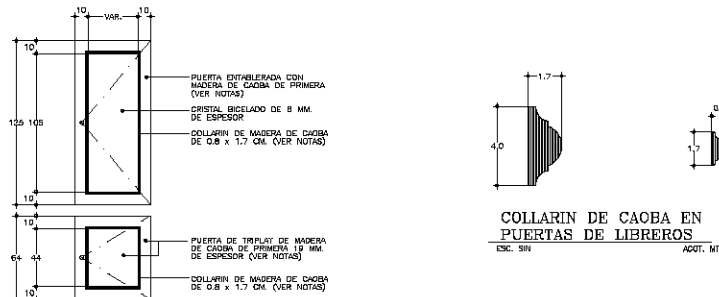 10 VAR. 10
10
PUERTA ENTABLERADA CON
MADERA DE CAOBA DE PRIMERA
(VER NOTAS)
CRISTAL BICELADO DE 6 MM.
DE ESPESOR
125 105
COLLARIN DE MADERA DE CAOBA
DE 0.8 x 1.7 CM. (VER NOTAS)
10
10
PUERTA DE TRIPLAY DE MADERA
DE CAOBA DE PRIMERA 19 MM.
DE ESPESOR (VER NOTAS)
64 44
COLLARIN DE MADERA DE CAOBA
DE 0.8 x 1.7 CM. (VER NOTAS)
10
1.7
4.0
1.7
COLLARIN DE CAOBA EN
PUERTAS DE LIBREROS
ESC. SIN ACOT.